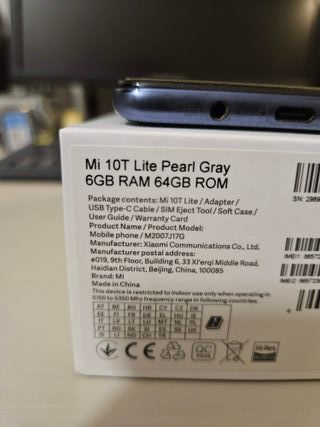 Mi 10T Lite Pearl Gray
6GB RAM 64GB ROM
Package contents: Mi 10T Lite / Adapter /
USB Type-C Cable / SIM Eject Tool / Soft Case /
User Guide / Warranty Card
Product Name / Product Model:
Mobile phone / M2007J17G
Manufacturer: Xiaomi Communications Co., Ltd.
Manufacturer Address:
#019, 9th Floor, Building 6, 33 Xi'erqi Middle Road,
Haidian District, Beijing, China, 100085
Brand: MI
Made in China
This device is restricted to indoor use only when operating in
5150 to 5350 Mhz frequency range in following countries:
AT BE BG HR CY CZ DK
EE FI FR DE EL HU IE
IT LV LT LU MT NL PL
PT RO SK SI ES SE UK
IS LI NO CH TR
CE
QC
PASS
Hi-Res
AUDIO
SN:
IMEI1:
IMEI2: